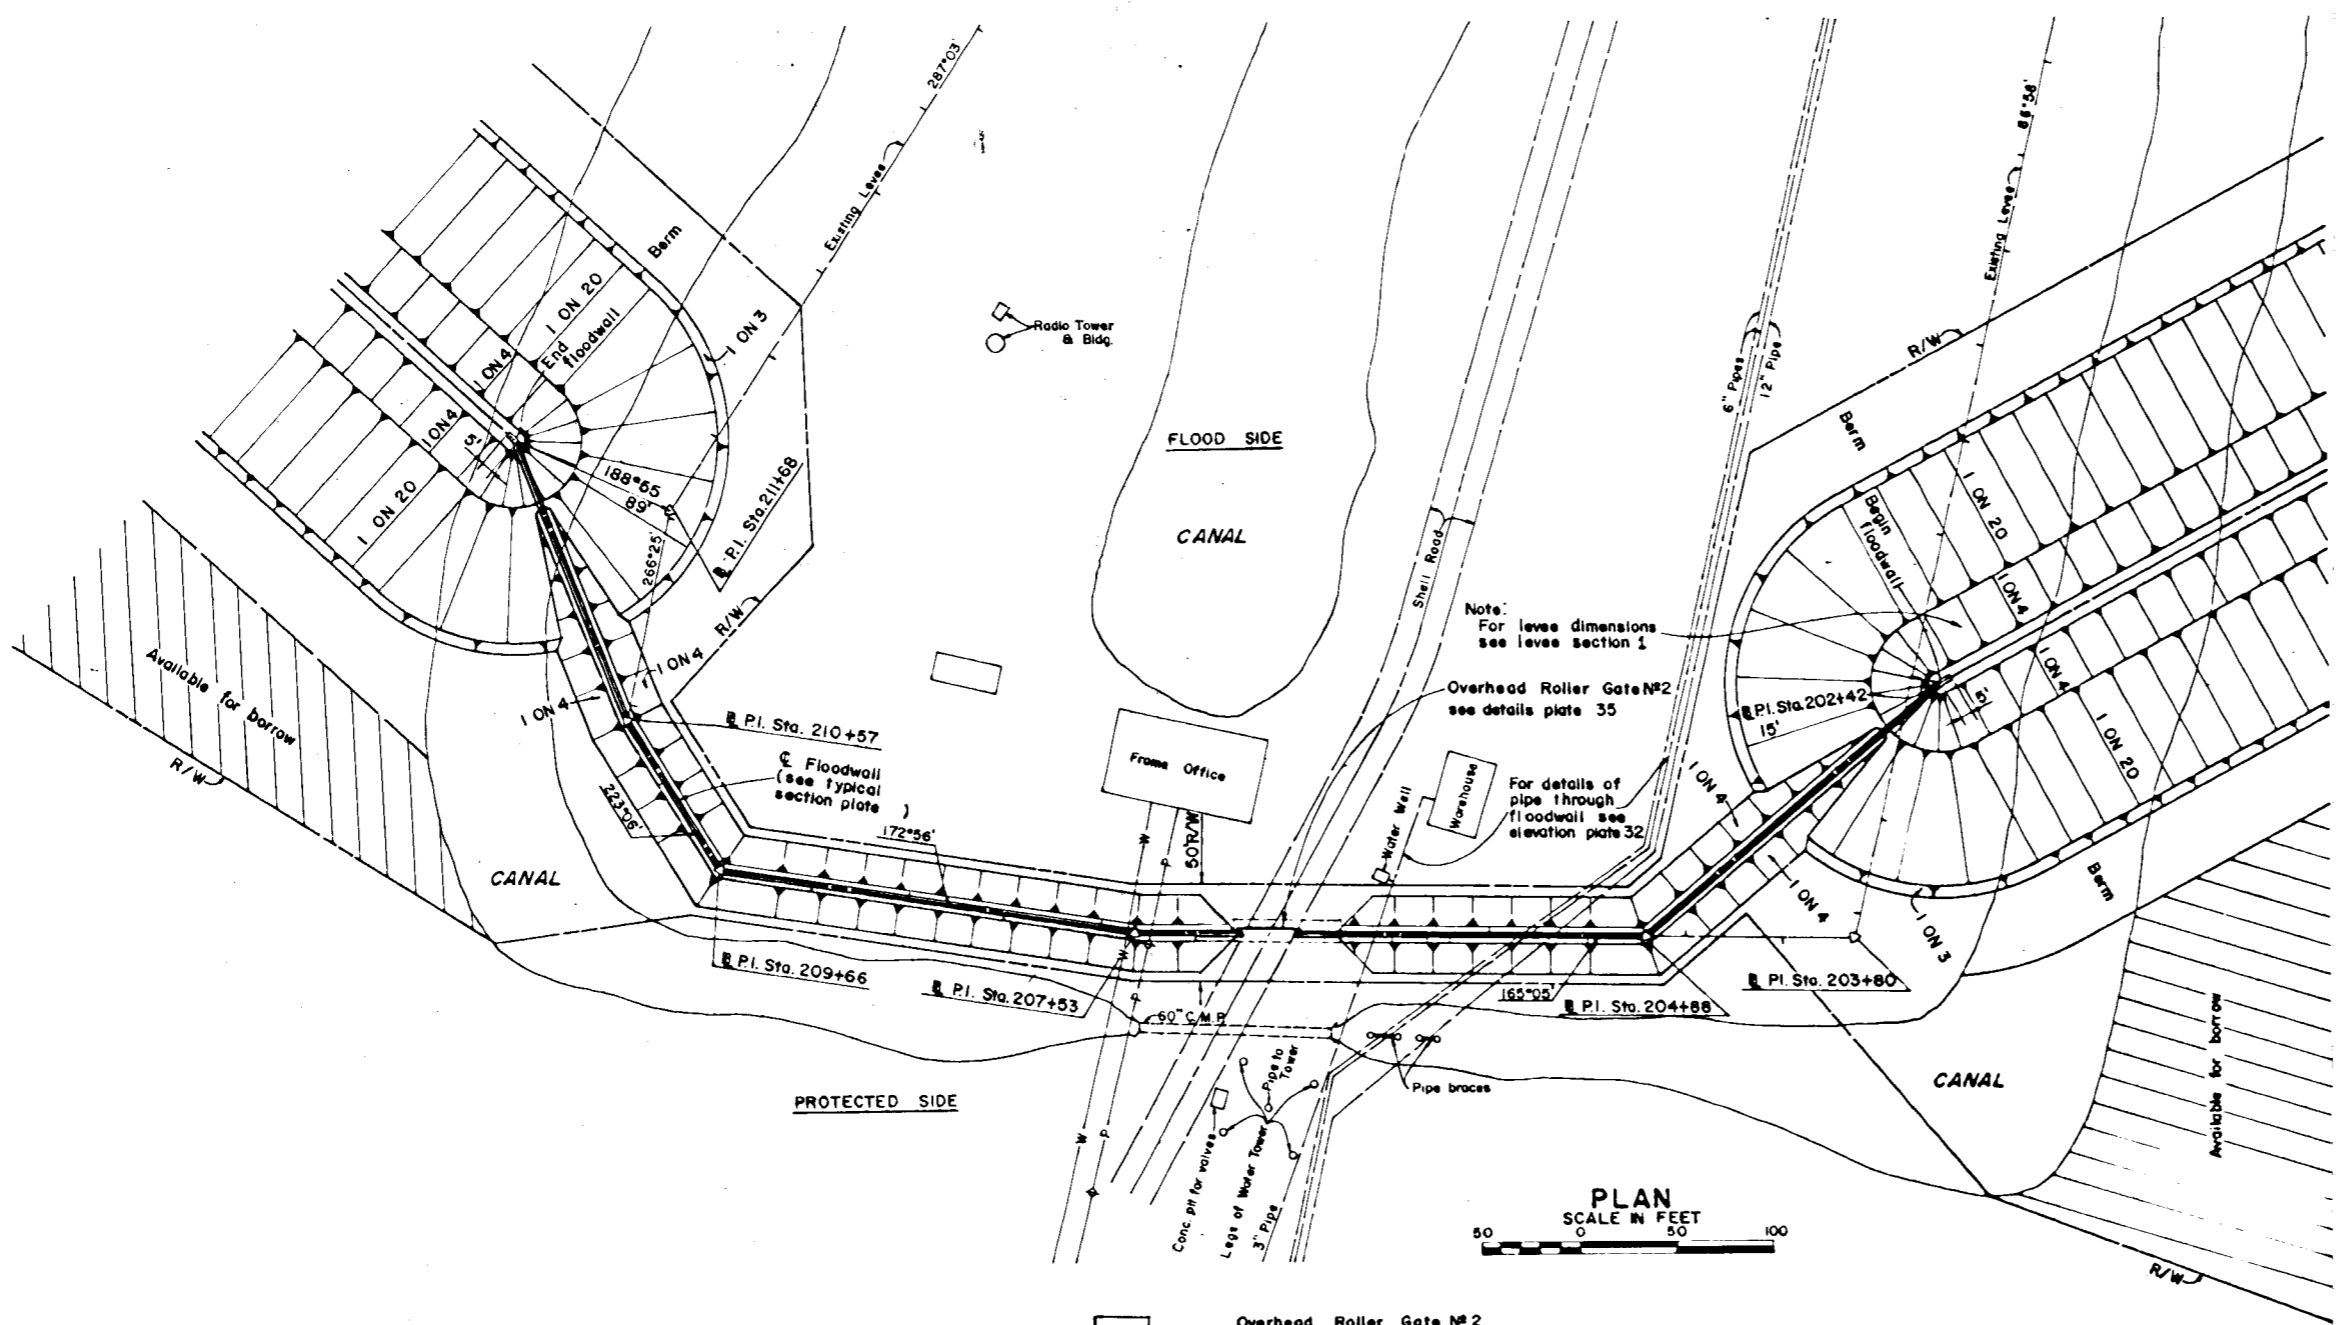 287°03'
Existing Levee
86°58'
Existing Levee
Berm
1 ON 20
End
floodwall
1 ON 4
1 ON 3
1 ON 4
5'
1 ON 20
188°55
89'
266°25'
℄ P.I. Sta. 211+68
R/W
Radio Tower
& Bldg.
FLOOD SIDE
CANAL
Shell Road
6" Pipes
12" Pipe
R/W
Berm
1 ON 20
Begin
floodwall
1 ON 4
1 ON 4
1 ON 20
5'
Note:
For levee dimensions
see levee section 1
Overhead Roller Gate Nº2
see details plate 35
℄ P.I. Sta. 202+42
15'
Available for borrow
R/W
1 ON 4
1 ON 4
℄ P.I. Sta. 210+57
℄ Floodwall
(see typical
section plate )
223°06'
172°56'
Frame Office
50' R/W
Water Well
Warehouse
For details of
pipe through
floodwall see
elevation plate 32
1 ON 4
1 ON 4
1 ON 3
Berm
CANAL
W
P
W
P
℄ P.I. Sta. 209+66
℄ P.I. Sta. 207+53
165°05'
℄ P.I. Sta. 204+88
℄ P.I. Sta. 203+80
60" C.M.P.
Pipe to
Tower
Pipe braces
PROTECTED SIDE
W
P
Conc. pit for valves
Legs of Water Tower
3" Pipe
CANAL
Available for borrow
PLAN
SCALE IN FEET
50 0 50 100
R/W
Overhead Roller Gate Nº2